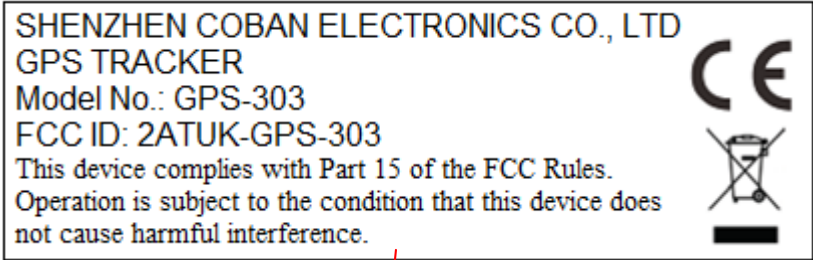 SHENZHEN COBAN ELECTRONICS CO., LTD
GPS TRACKER
Model No.: GPS-303
FCC ID: 2ATUK-GPS-303
This device complies with Part 15 of the FCC Rules.
Operation is subject to the condition that this device does
not cause harmful interference.
CE